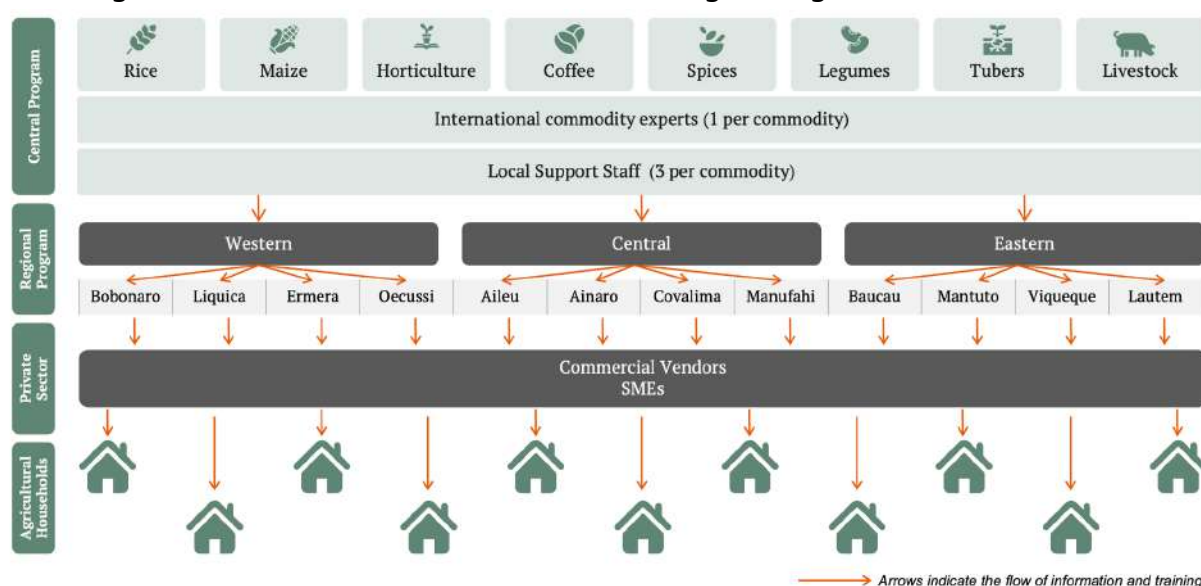 Central Program
Rice
Maize
Horticulture
Coffee
Spices
Legumes
Tubers
Livestock
International commodity experts (1 per commodity)
Local Support Staff (3 per commodity)
Regional
Program
Western
Central
Eastern
Bobonaro
Liquica
Ermera
Oecussi
Aileu
Ainaro
Covalima
Manufahi
Baucau
Mantuto
Viqueque
Lautem
Private
Sector
Commercial Vendors
SMEs
Agricultural
Households
Arrows indicate the flow of information and training